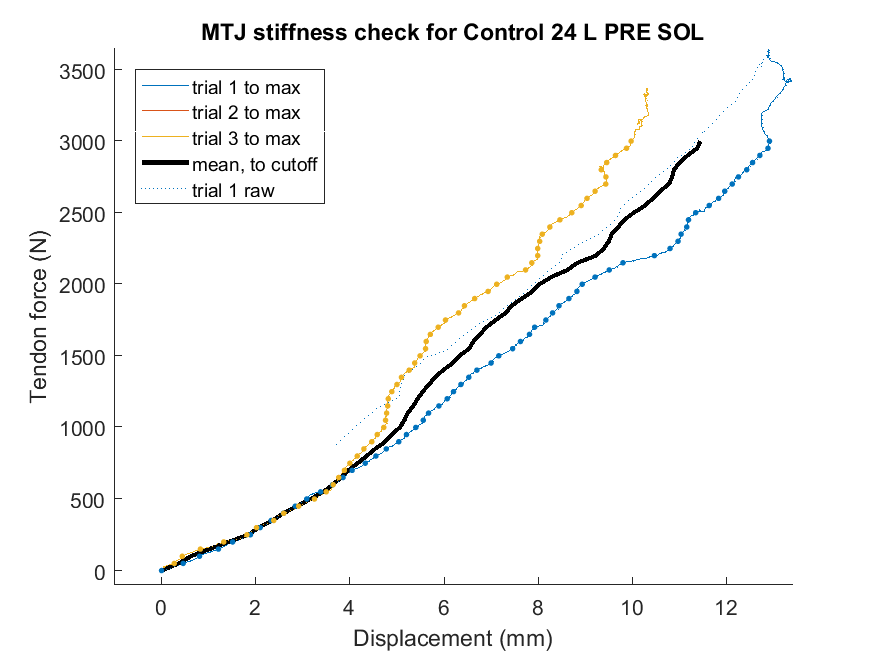 MTJ stiffness check for Control 24 L PRE SOL
3500
3000
2500
2000
1500
1000
500
0
Tendon force (N)
trial 1 to max
trial 2 to max
trial 3 to max
mean, to cutoff
trial 1 raw
0 2 4 6 8 10 12
Displacement (mm)